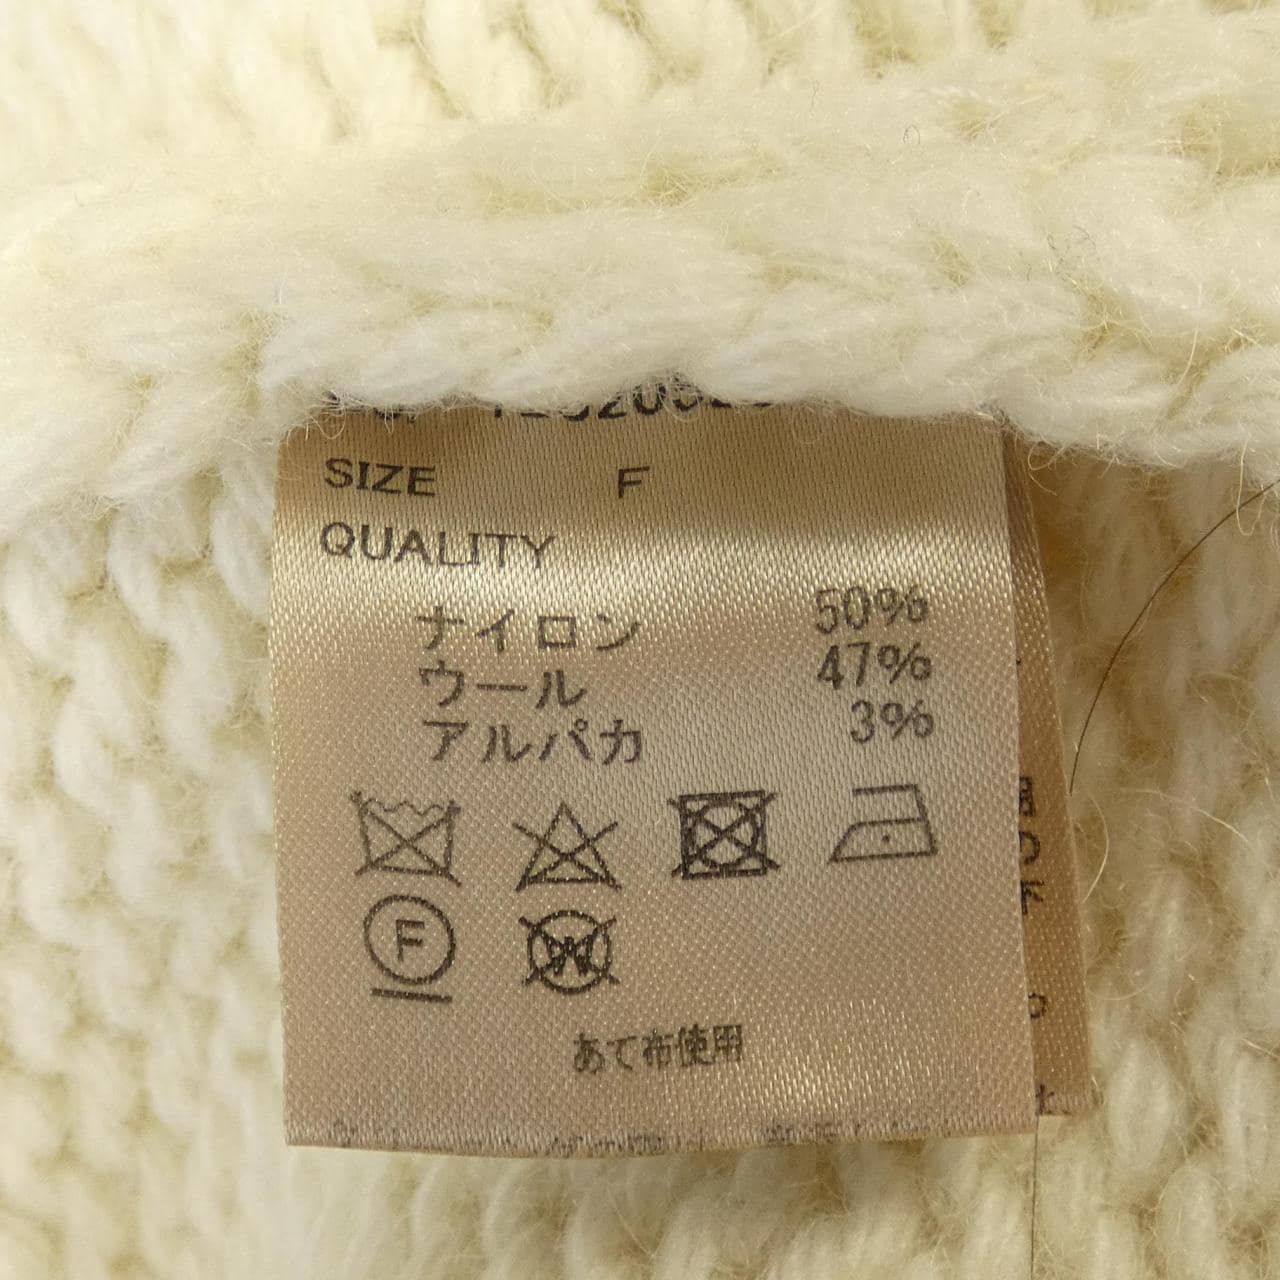 SIZE F
QUALITY
ナイロン 50%
ウール 47%
アルパカ 3%
F
W
あて布使用